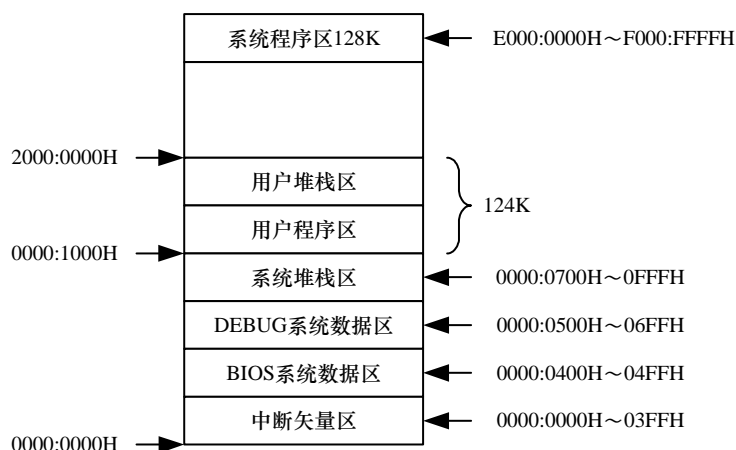 系统程序区128K
E000:0000H～F000:FFFFH
2000:0000H
用户堆栈区
124K
用户程序区
0000:1000H
系统堆栈区
0000:0700H～0FFFH
DEBUG系统数据区
0000:0500H～06FFH
BIOS系统数据区
0000:0400H～04FFH
中断矢量区
0000:0000H～03FFH
0000:0000H